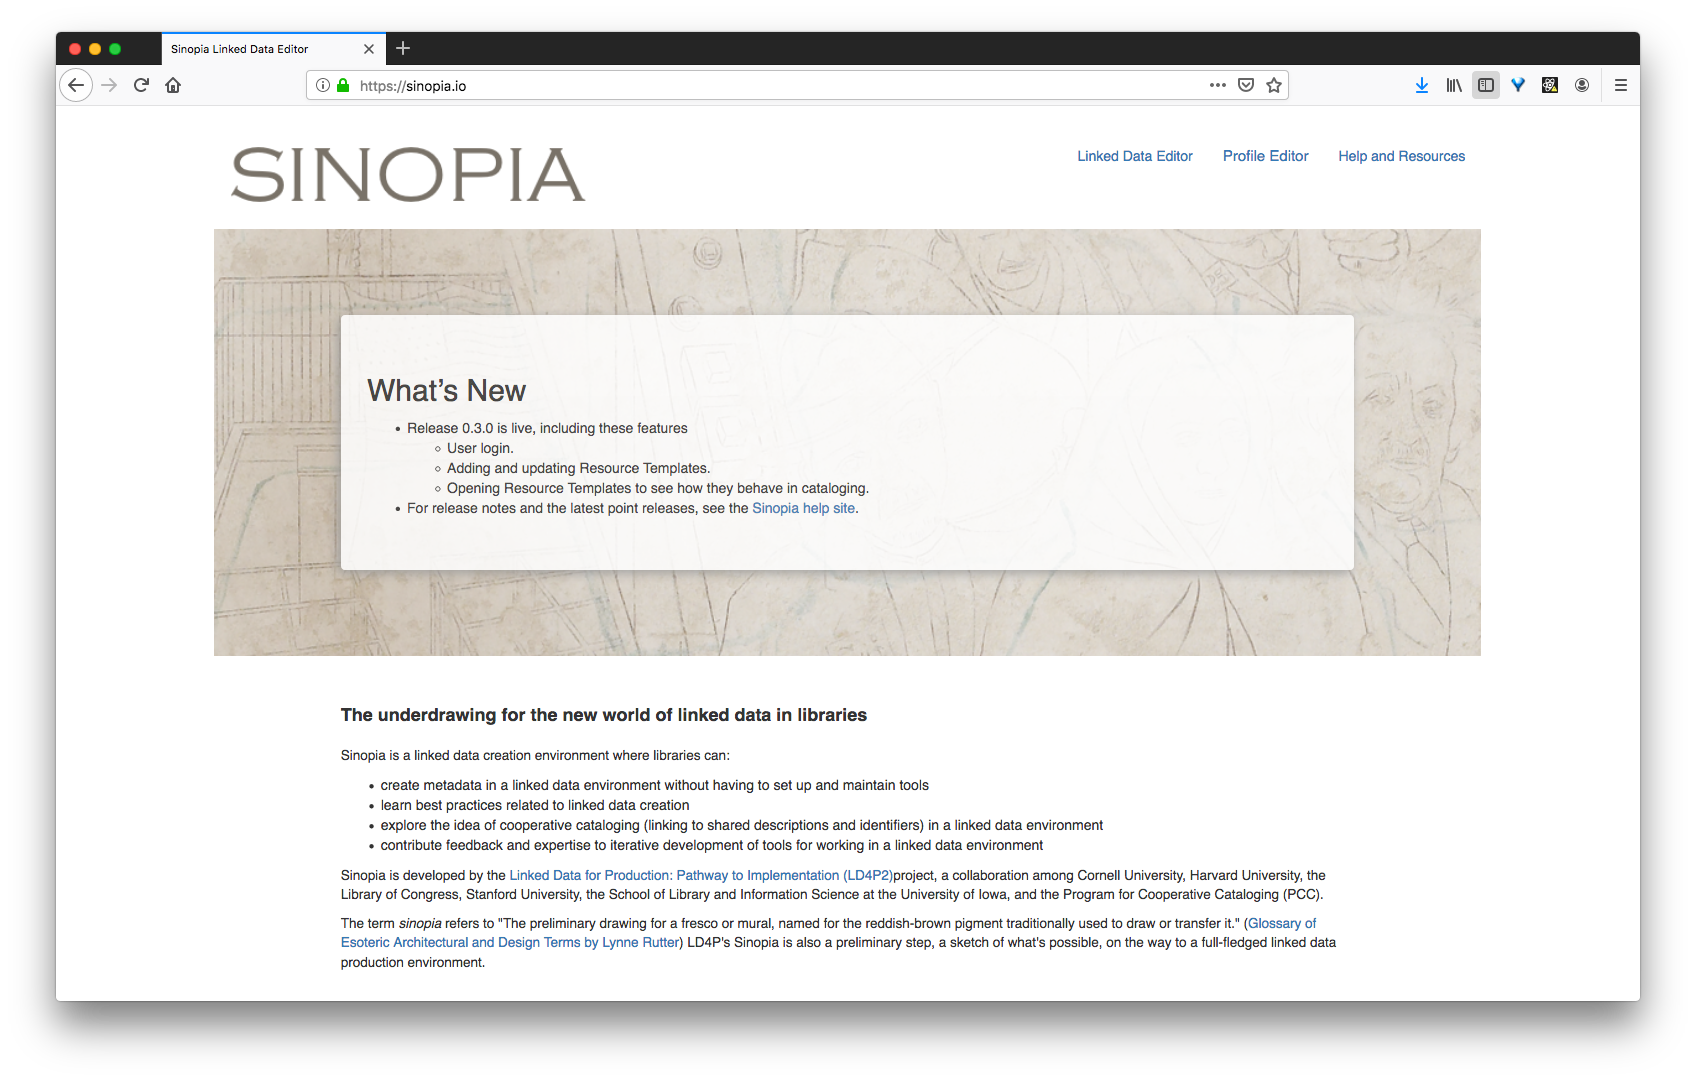 Sinopia Linked Data Editor
https://sinopia.io
SINOPIA
Linked Data Editor Profile Editor Help and Resources
What’s New
• Release 0.3.0 is live, including these features
◦ User login.
◦ Adding and updating Resource Templates.
◦ Opening Resource Templates to see how they behave in cataloging.
• For release notes and the latest point releases, see the Sinopia help site.
The underdrawing for the new world of linked data in libraries
Sinopia is a linked data creation environment where libraries can:
• create metadata in a linked data environment without having to set up and maintain tools
• learn best practices related to linked data creation
• explore the idea of cooperative cataloging (linking to shared descriptions and identifiers) in a linked data environment
• contribute feedback and expertise to iterative development of tools for working in a linked data environment
Sinopia is developed by the Linked Data for Production: Pathway to Implementation (LD4P2)project, a collaboration among Cornell University, Harvard University, the
Library of Congress, Stanford University, the School of Library and Information Science at the University of Iowa, and the Program for Cooperative Cataloging (PCC).
The term sinopia refers to "The preliminary drawing for a fresco or mural, named for the reddish-brown pigment traditionally used to draw or transfer it." (Glossary of
Esoteric Architectural and Design Terms by Lynne Rutter) LD4P's Sinopia is also a preliminary step, a sketch of what's possible, on the way to a full-fledged linked data
production environment.